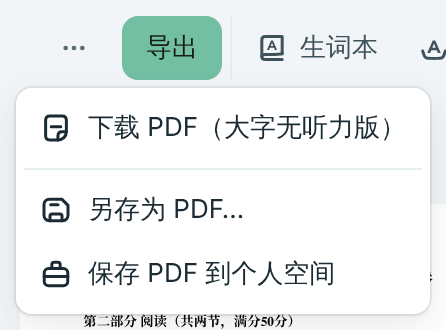 ... 导出 生词本
下载 PDF（大字无听力版）
另存为 PDF...
保存 PDF 到个人空间
第二部分 阅读（共两节，满分50分）